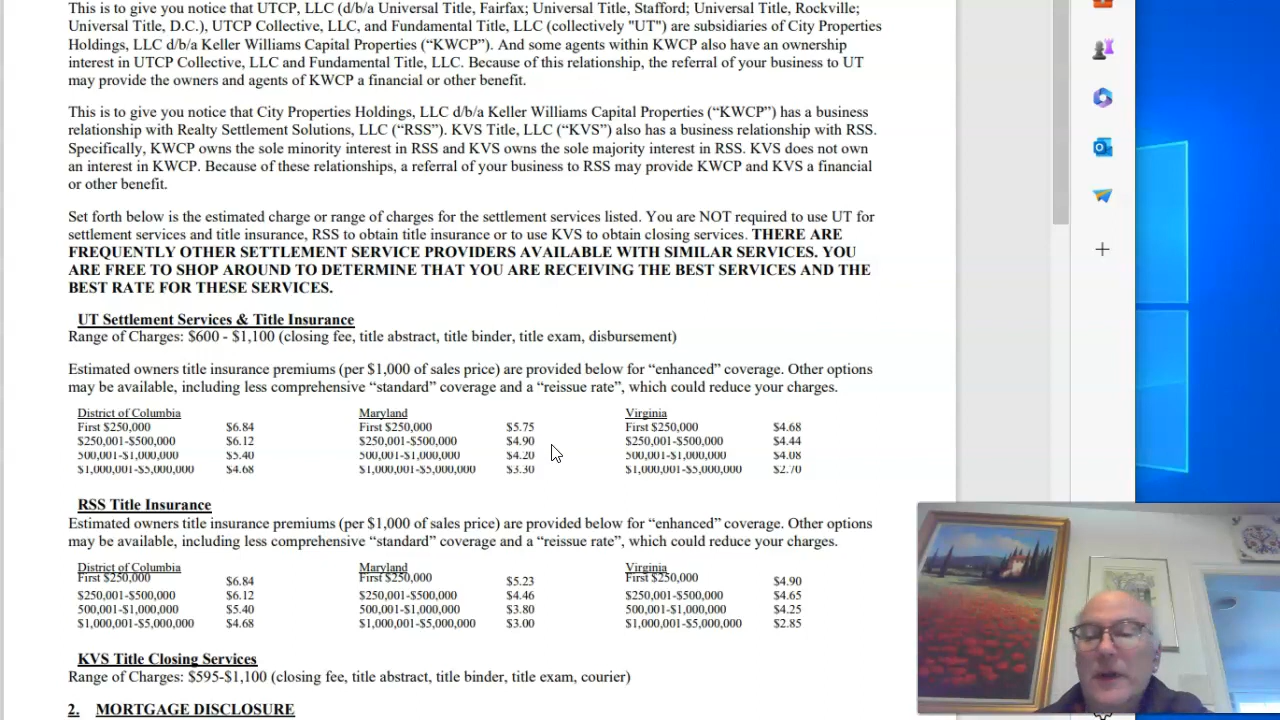 This is to give you notice that UTCP, LLC (d/b/a Universal Title, Fairfax; Universal Title, Stafford; Universal Title, Rockville;
Universal Title, D.C.), UTCP Collective, LLC, and Fundamental Title, LLC (collectively "UT") are subsidiaries of City Properties
Holdings, LLC d/b/a Keller Williams Capital Properties (“KWCP”). And some agents within KWCP also have an ownership
interest in UTCP Collective, LLC and Fundamental Title, LLC. Because of this relationship, the referral of your business to UT
may provide the owners and agents of KWCP a financial or other benefit.
This is to give you notice that City Properties Holdings, LLC d/b/a Keller Williams Capital Properties (“KWCP”) has a business
relationship with Realty Settlement Solutions, LLC (“RSS”). KVS Title, LLC (“KVS”) also has a business relationship with RSS.
Specifically, KWCP owns the sole minority interest in RSS and KVS owns the sole majority interest in RSS. KVS does not own
an interest in KWCP. Because of these relationships, a referral of your business to RSS may provide KWCP and KVS a financial
or other benefit.
Set forth below is the estimated charge or range of charges for the settlement services listed. You are NOT required to use UT for
settlement services and title insurance, RSS to obtain title insurance or to use KVS to obtain closing services. THERE ARE
FREQUENTLY OTHER SETTLEMENT SERVICE PROVIDERS AVAILABLE WITH SIMILAR SERVICES. YOU
ARE FREE TO SHOP AROUND TO DETERMINE THAT YOU ARE RECEIVING THE BEST SERVICES AND THE
BEST RATE FOR THESE SERVICES.
UT Settlement Services & Title Insurance
Range of Charges: $600 - $1,100 (closing fee, title abstract, title binder, title exam, disbursement)
Estimated owners title insurance premiums (per $1,000 of sales price) are provided below for “enhanced” coverage. Other options
may be available, including less comprehensive “standard” coverage and a “reissue rate”, which could reduce your charges.
District of Columbia Maryland Virginia
First $250,000 $6.84 First $250,000 $5.75 First $250,000 $4.68
$250,001-$500,000 $6.12 $250,001-$500,000 $4.90 $250,001-$500,000 $4.44
500,001-$1,000,000 $5.40 500,001-$1,000,000 $4.20 500,001-$1,000,000 $4.08
$1,000,001-$5,000,000 $4.68 $1,000,001-$5,000,000 $3.30 $1,000,001-$5,000,000 $2.70
RSS Title Insurance
Estimated owners title insurance premiums (per $1,000 of sales price) are provided below for “enhanced” coverage. Other options
may be available, including less comprehensive “standard” coverage and a “reissue rate”, which could reduce your charges.
District of Columbia Maryland Virginia
First $250,000 $6.84 First $250,000 $5.23 First $250,000 $4.90
$250,001-$500,000 $6.12 $250,001-$500,000 $4.46 $250,001-$500,000 $4.65
500,001-$1,000,000 $5.40 500,001-$1,000,000 $3.80 500,001-$1,000,000 $4.25
$1,000,001-$5,000,000 $4.68 $1,000,001-$5,000,000 $3.00 $1,000,001-$5,000,000 $2.85
KVS Title Closing Services
Range of Charges: $595-$1,100 (closing fee, title abstract, title binder, title exam, courier)
2. MORTGAGE DISCLOSURE